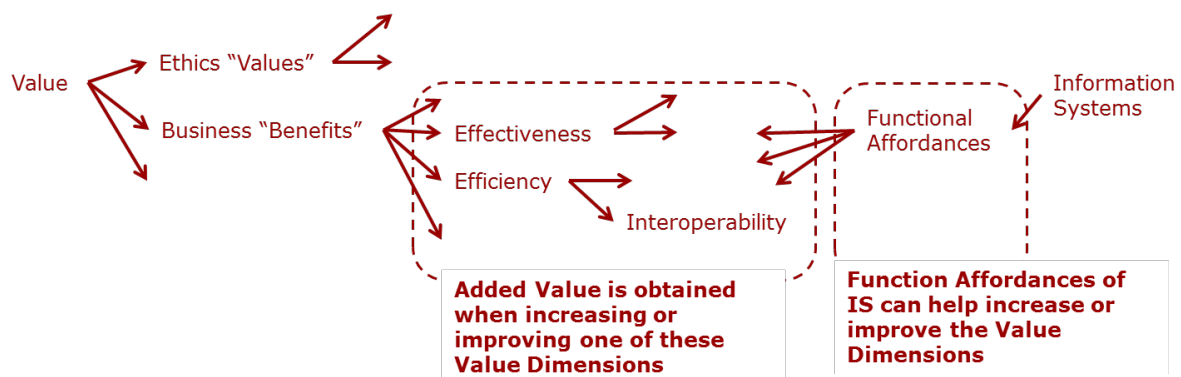 Value
Ethics “Values”
Business “Benefits”
Effectiveness
Efficiency
Interoperability
Functional
Affordances
Information
Systems
Added Value is obtained
when increasing or
improving one of these
Value Dimensions
Function Affordances of
IS can help increase or
improve the Value
Dimensions